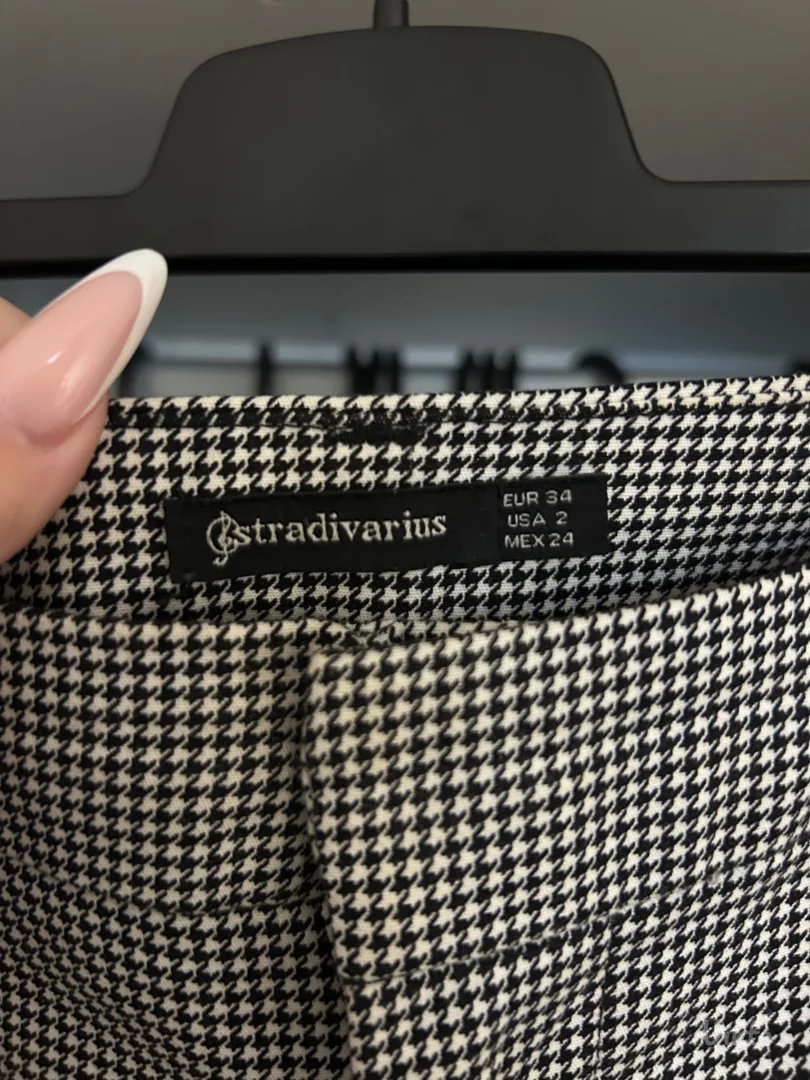 stradivarius
EUR 34
USA 2
MEX 24